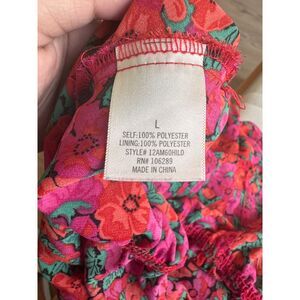 L
SELF:100% POLYESTER
LINING:100% POLYESTER
STYLE# 12AM60HILD
RN# 106289
MADE IN CHINA